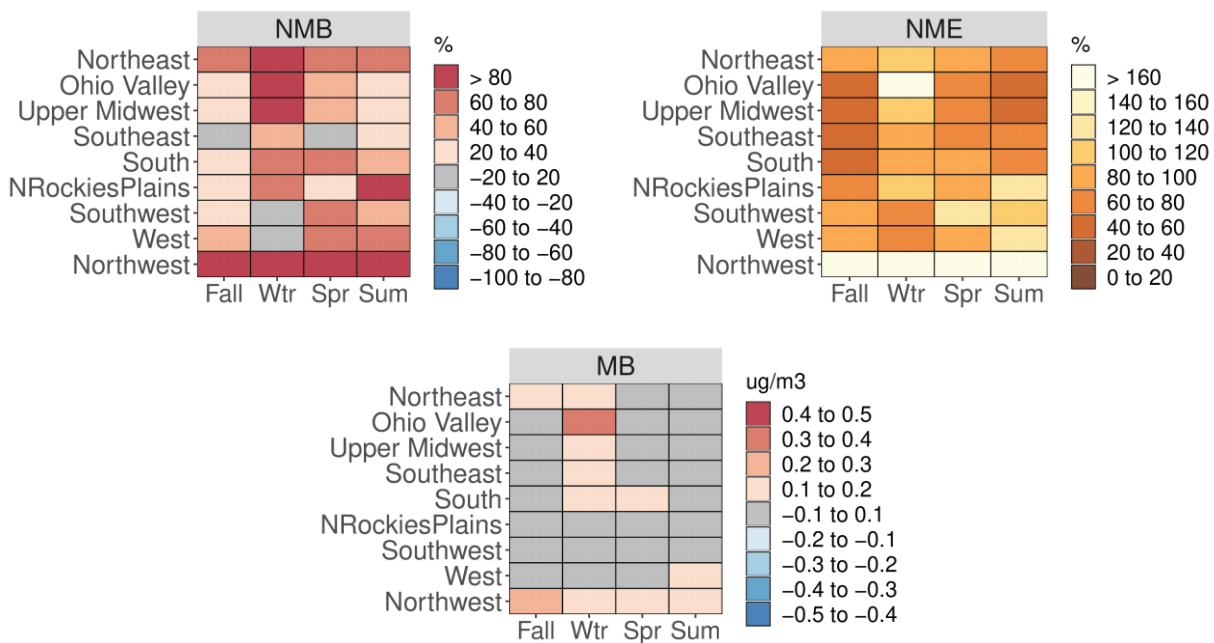 NMB
Northeast
Ohio Valley
Upper Midwest
Southeast
South
NRockiesPlains
Southwest
West
Northwest
Fall Wtr Spr Sum
%
> 80
60 to 80
40 to 60
20 to 40
−20 to 20
−40 to −20
−60 to −40
−80 to −60
−100 to −80
NME
Northeast
Ohio Valley
Upper Midwest
Southeast
South
NRockiesPlains
Southwest
West
Northwest
Fall Wtr Spr Sum
%
> 160
140 to 160
120 to 140
100 to 120
80 to 100
60 to 80
40 to 60
20 to 40
0 to 20
MB
Northeast
Ohio Valley
Upper Midwest
Southeast
South
NRockiesPlains
Southwest
West
Northwest
Fall Wtr Spr Sum
ug/m3
0.4 to 0.5
0.3 to 0.4
0.2 to 0.3
0.1 to 0.2
−0.1 to 0.1
−0.2 to −0.1
−0.3 to −0.2
−0.4 to −0.3
−0.5 to −0.4